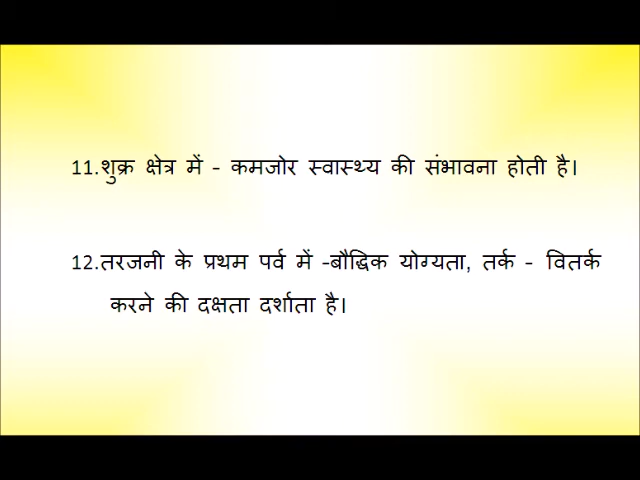 11.शुक्र क्षेत्र में - कमजोर स्वास्थ्य की संभावना होती है।
12.तरजनी के प्रथम पर्व में -बौद्धिक योग्यता, तर्क - वितर्क
करने की दक्षता दर्शाता है।